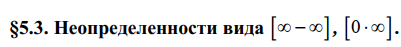 §5.3. Неопределенности вида [∞−∞], [0·∞].